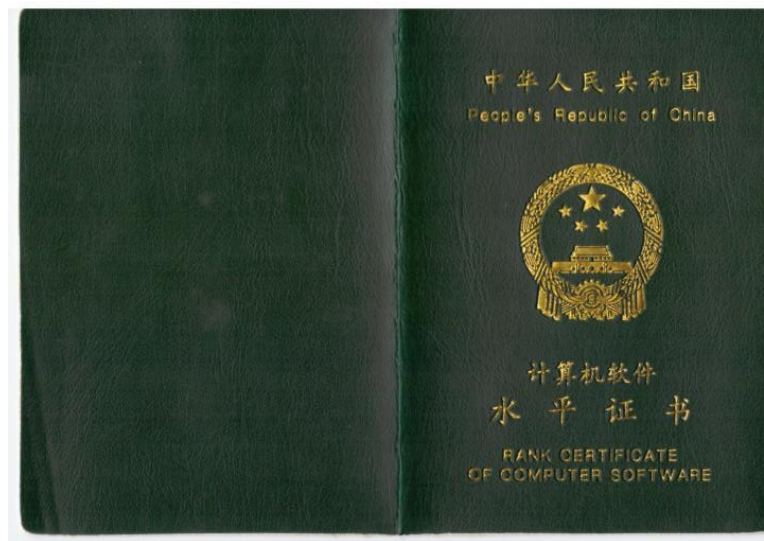 中华人民共和国
People's Republic of China
计算机软件
水平证书
RANK CERTIFICATE
OF COMPUTER SOFTWARE